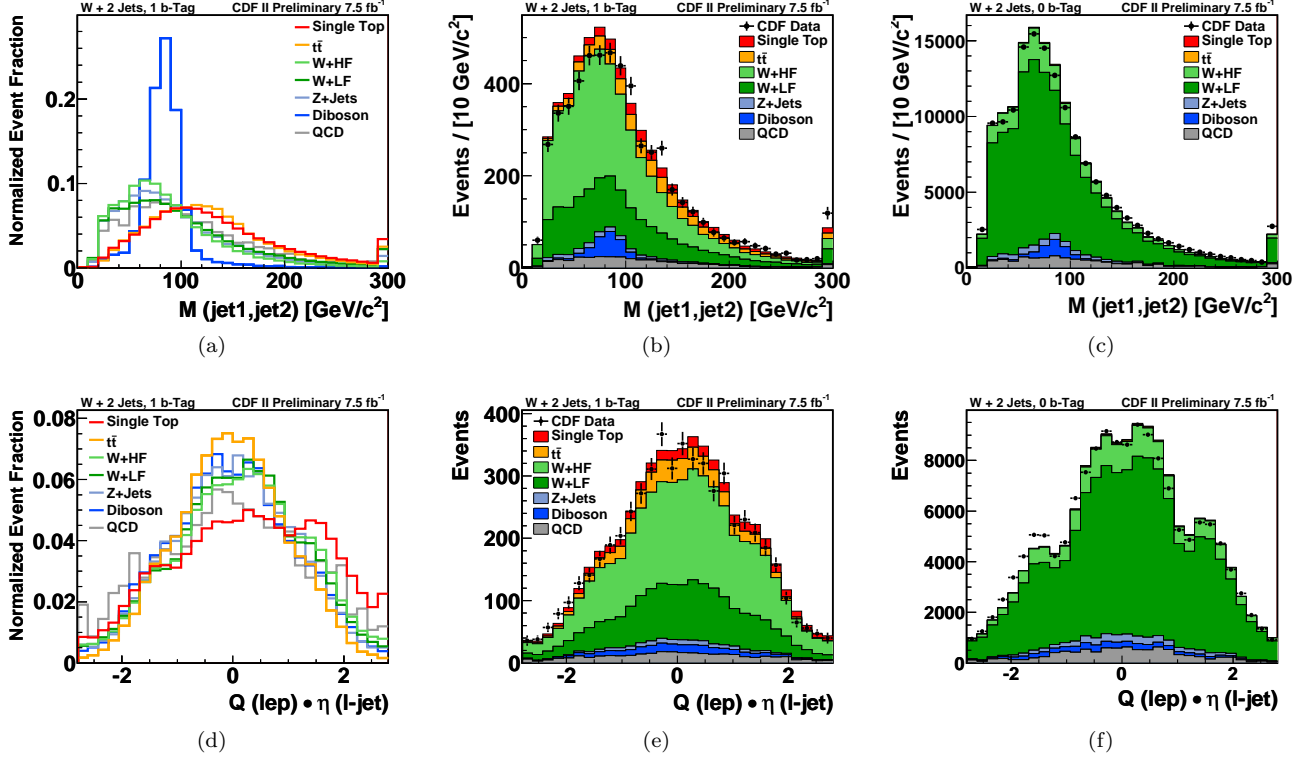 W + 2 Jets, 1 b-Tag CDF II Preliminary 7.5 fb⁻¹
Normalized Event Fraction
0.2
0.1
0
0 100 200 300
M (jet1,jet2) [GeV/c²]
Single Top
tt̄
W+HF
W+LF
Z+Jets
Diboson
QCD
(a)
W + 2 Jets, 1 b-Tag CDF II Preliminary 7.5 fb⁻¹
Events / [10 GeV/c²]
400
200
0
0 100 200 300
M (jet1,jet2) [GeV/c²]
CDF Data
Single Top
tt̄
W+HF
W+LF
Z+Jets
Diboson
QCD
(b)
W + 2 Jets, 0 b-Tag CDF II Preliminary 7.5 fb⁻¹
Events / [10 GeV/c²]
15000
10000
5000
0
0 100 200 300
M (jet1,jet2) [GeV/c²]
CDF Data
Single Top
tt̄
W+HF
W+LF
Z+Jets
Diboson
QCD
(c)
W + 2 Jets, 1 b-Tag CDF II Preliminary 7.5 fb⁻¹
Normalized Event Fraction
0.08
0.06
0.04
0.02
0
-2 0 2
Q (lep) • η (l-jet)
Single Top
tt̄
W+HF
W+LF
Z+Jets
Diboson
QCD
(d)
W + 2 Jets, 1 b-Tag CDF II Preliminary 7.5 fb⁻¹
Events
400
300
200
100
0
-2 0 2
Q (lep) • η (l-jet)
CDF Data
Single Top
tt̄
W+HF
W+LF
Z+Jets
Diboson
QCD
(e)
W + 2 Jets, 0 b-Tag CDF II Preliminary 7.5 fb⁻¹
Events
8000
6000
4000
2000
0
-2 0 2
Q (lep) • η (l-jet)
(f)